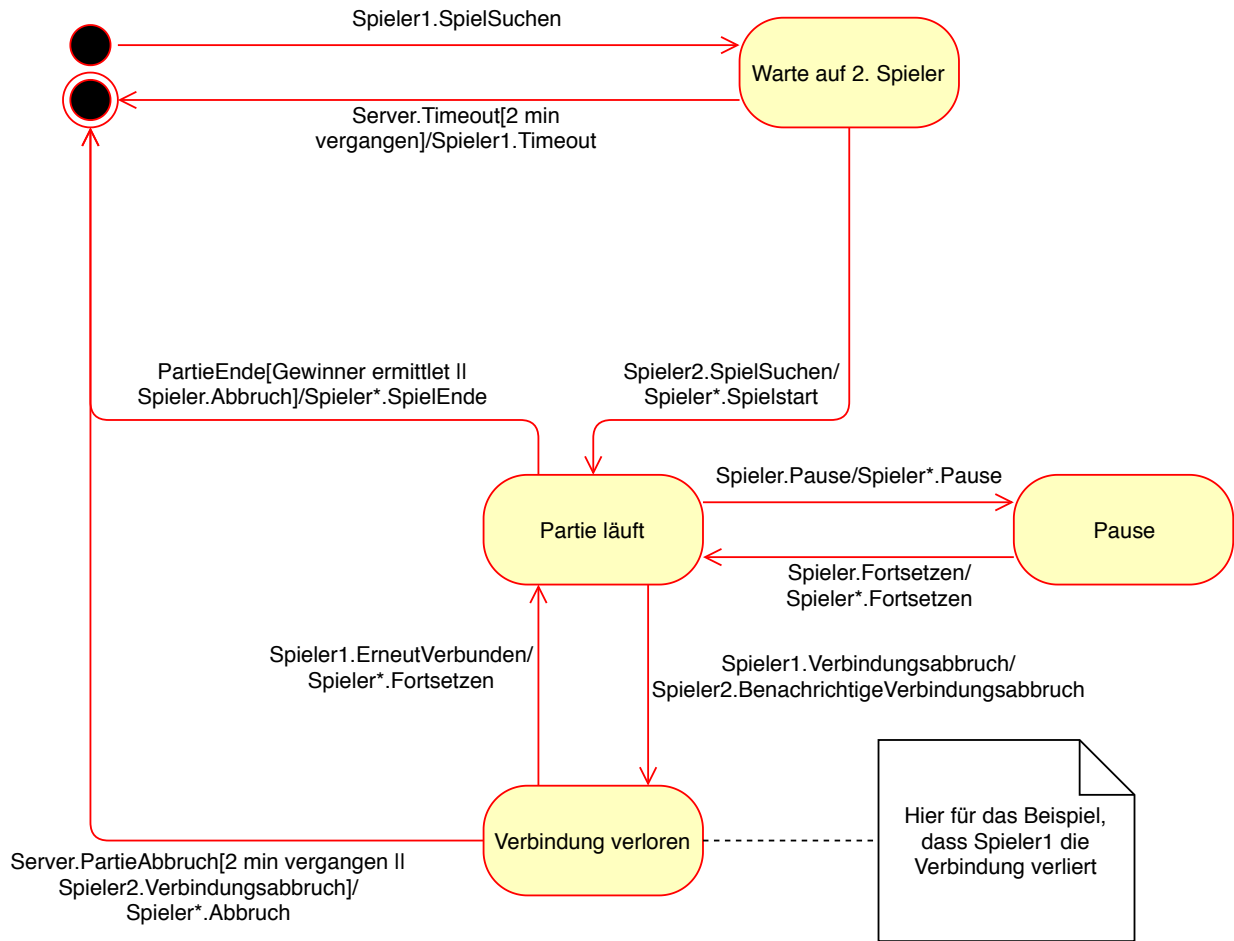 Spieler1.SpielSuchen
Warte auf 2. Spieler
Server.Timeout[2 min
vergangen]/Spieler1.Timeout
PartieEnde[Gewinner ermittlet ||
Spieler.Abbruch]/Spieler*.SpielEnde
Spieler2.SpielSuchen/
Spieler*.Spielstart
Spieler.Pause/Spieler*.Pause
Partie läuft
Pause
Spieler.Fortsetzen/
Spieler*.Fortsetzen
Spieler1.ErneutVerbunden/
Spieler*.Fortsetzen
Spieler1.Verbindungsabbruch/
Spieler2.BenachrichtigeVerbindungsabbruch
Verbindung verloren
Hier für das Beispiel,
dass Spieler1 die
Verbindung verliert
Server.PartieAbbruch[2 min vergangen ||
Spieler2.Verbindungsabbruch]/
Spieler*.Abbruch